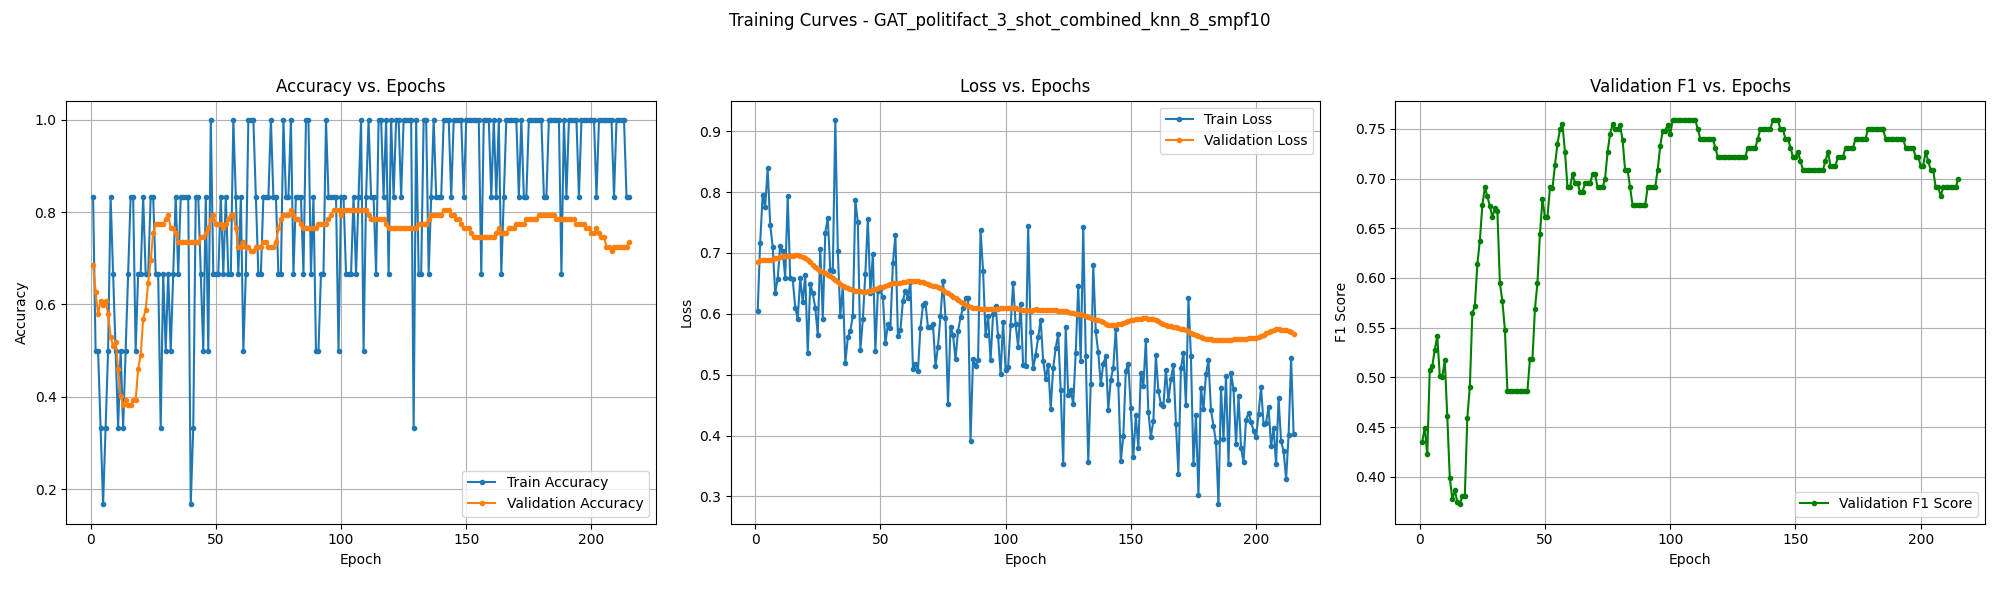 Training Curves - GAT_politifact_3_shot_combined_knn_8_smpf10
Accuracy vs. Epochs
Accuracy
1.0
0.8
0.6
0.4
0.2
0 50 100 150 200
Epoch
Train Accuracy
Validation Accuracy
Loss vs. Epochs
Loss
0.9
0.8
0.7
0.6
0.5
0.4
0.3
0 50 100 150 200
Epoch
Train Loss
Validation Loss
Validation F1 vs. Epochs
F1 Score
0.75
0.70
0.65
0.60
0.55
0.50
0.45
0.40
0 50 100 150 200
Epoch
Validation F1 Score